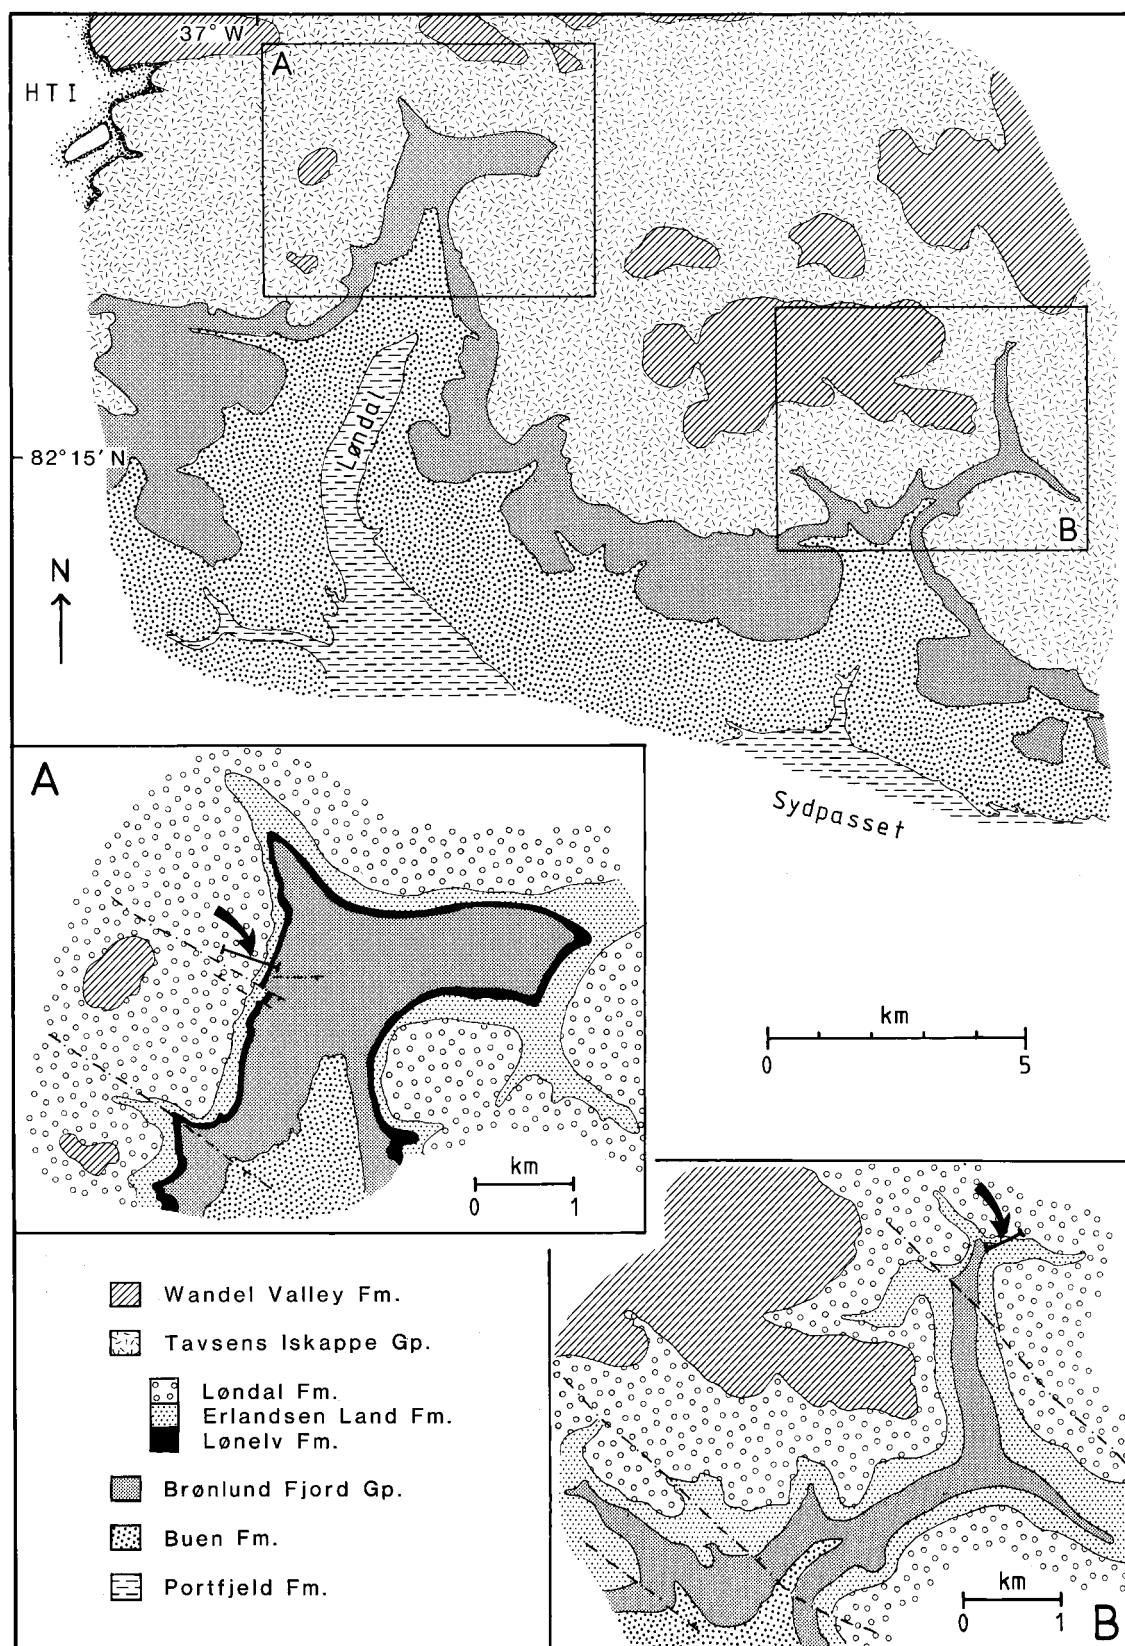 37° W
A
HTI
Løndal
82° 15' N
B
N
Sydpasset
A
km
0 5
km
0 1
Wandel Valley Fm.
Tavsens Iskappe Gp.
Løndal Fm.
Erlandsen Land Fm.
Lønelv Fm.
Brønlund Fjord Gp.
Buen Fm.
Portfjeld Fm.
km
0 1
B